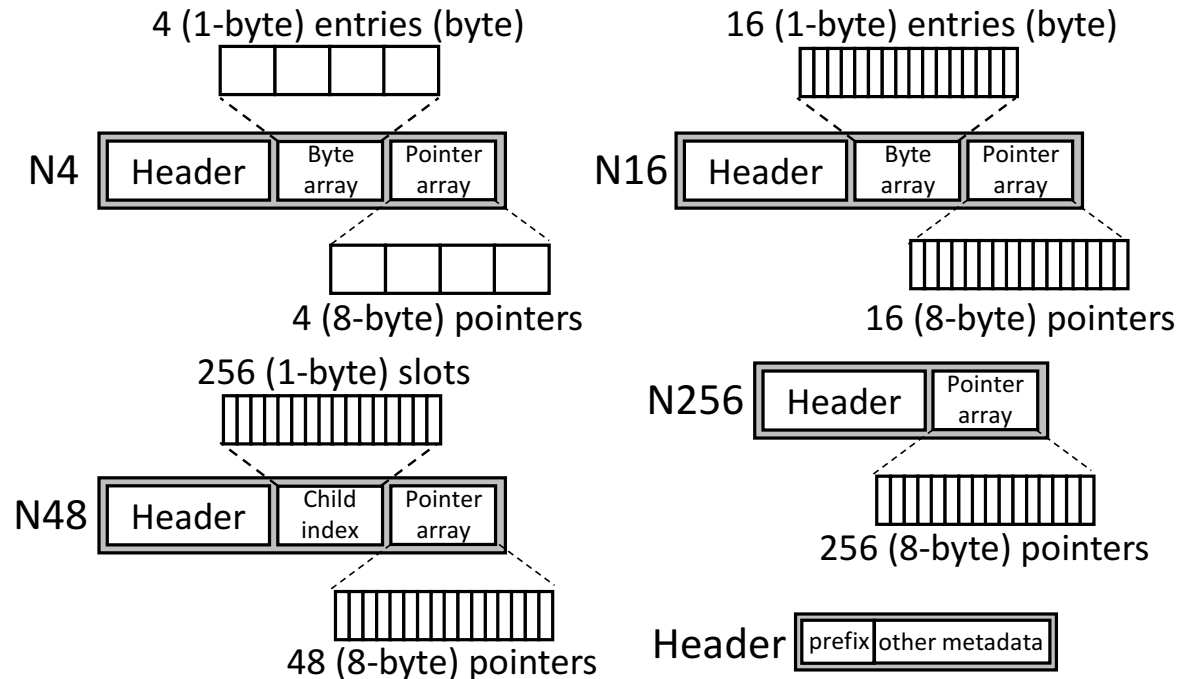 4 (1-byte) entries (byte)
N4
Header
Byte
array
Pointer
array
4 (8-byte) pointers
16 (1-byte) entries (byte)
N16
Header
Byte
array
Pointer
array
16 (8-byte) pointers
256 (1-byte) slots
N48
Header
Child
index
Pointer
array
48 (8-byte) pointers
N256
Header
Pointer
array
256 (8-byte) pointers
Header
prefix
other metadata